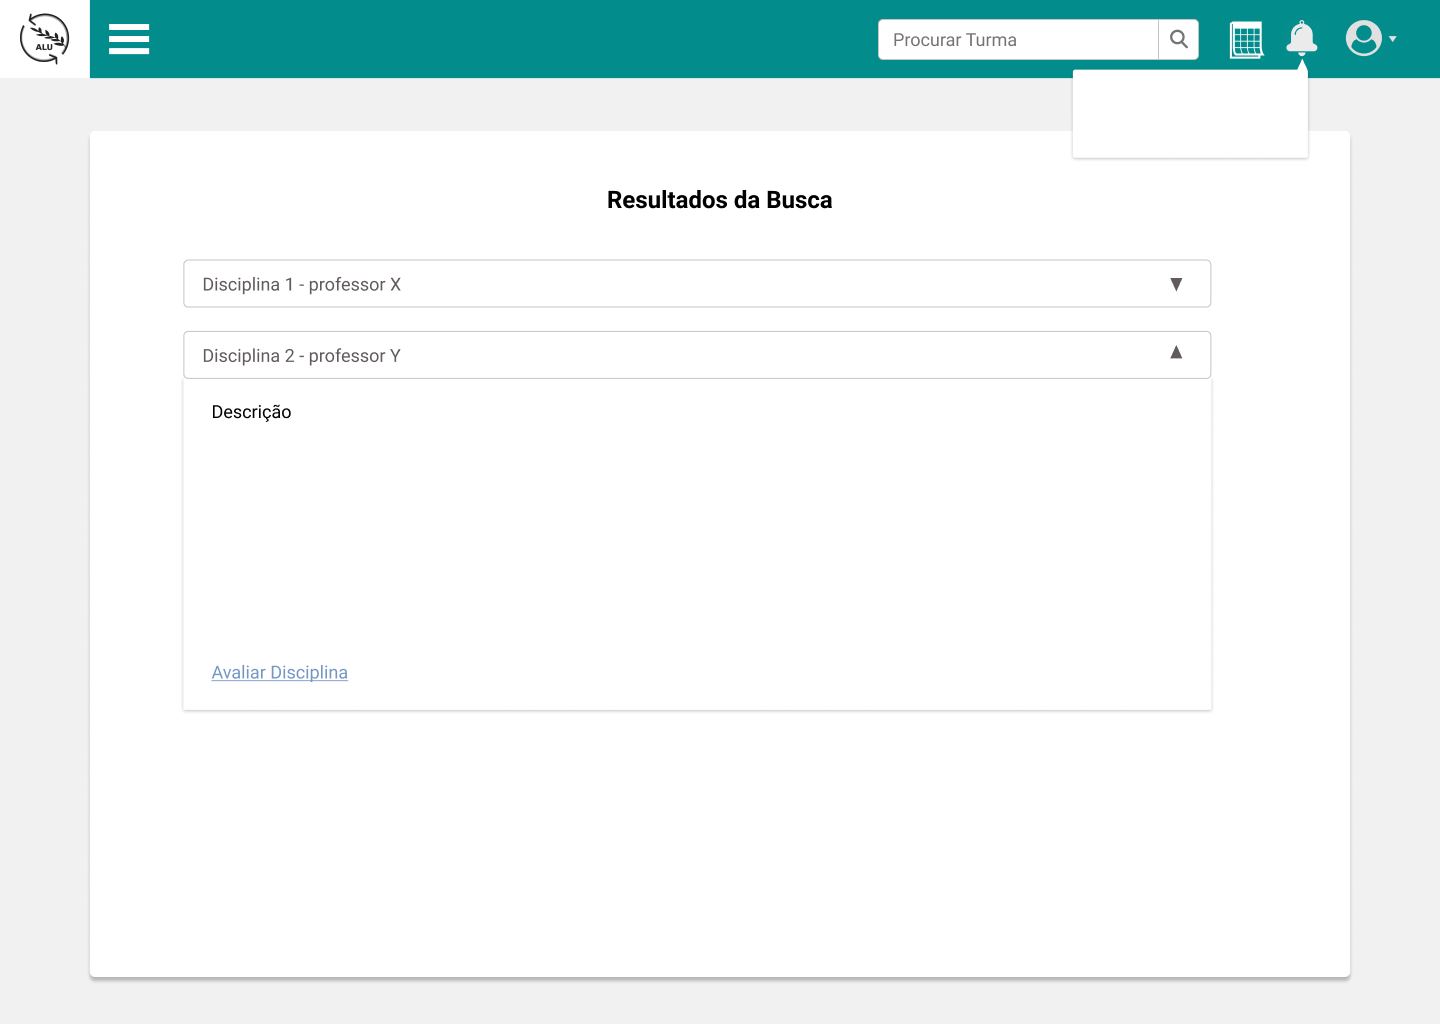 ALU
Procurar Turma
Resultados da Busca
Disciplina 1 - professor X
Disciplina 2 - professor Y
Descrição
Avaliar Disciplina